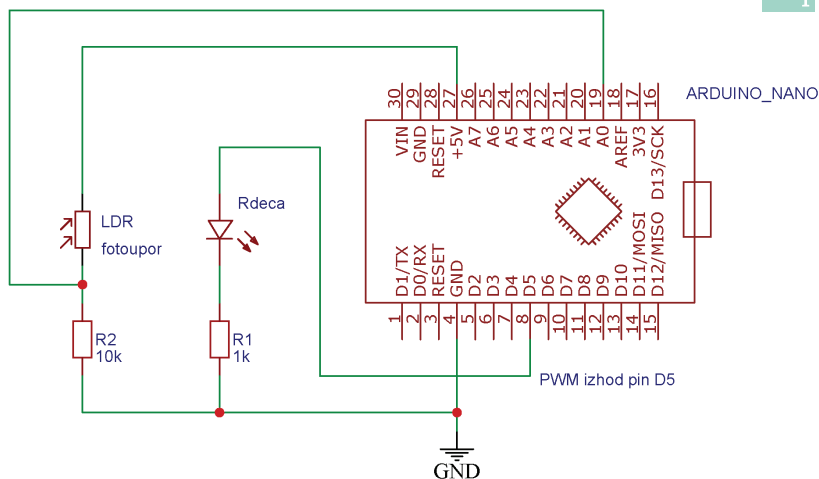 1
ARDUINO_NANO
30 29 28 27 26 25 24 23 22 21 20 19 18 17 16
VIN GND RESET +5V A7 A6 A5 A4 A3 A2 A1 A0 AREF 3V3 D13/SCK
Rdeca
LDR
fotoupor
D1/TX D0/RX RESET GND D2 D3 D4 D5 D6 D7 D8 D9 D10 D11/MOSI D12/MISO
1 2 3 4 5 6 7 8 9 10 11 12 13 14 15
R2
10k
R1
1k
PWM izhod pin D5
GND